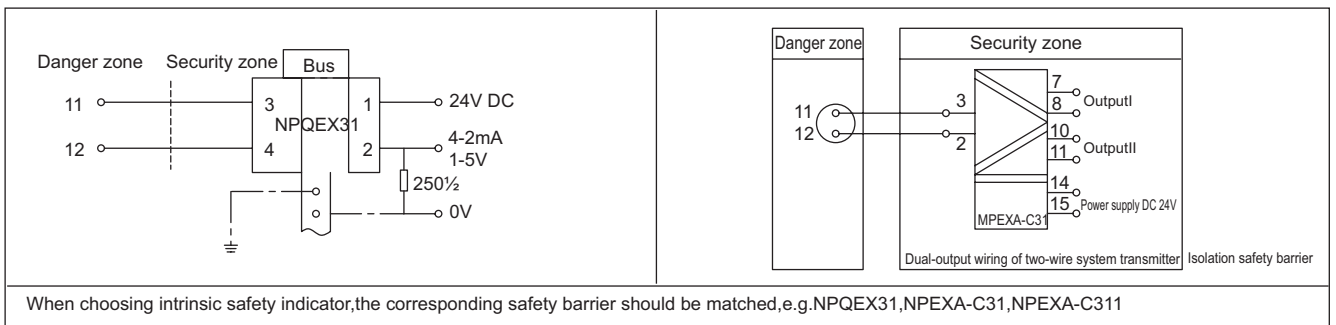 Danger zone Security zone Bus
11 3 1 24V DC
NPQEX31
12 4 2 4-2mA
1-5V
250½
0V
Danger zone Security zone
7
11 3 8 OutputI
12 2 10 OutputII
11
14
15 Power supply DC 24V
MPEXA-C31
Dual-output wiring of two-wire system transmitter Isolation safety barrier
When choosing intrinsic safety indicator,the corresponding safety barrier should be matched,e.g.NPQEX31,NPEXA-C31,NPEXA-C311